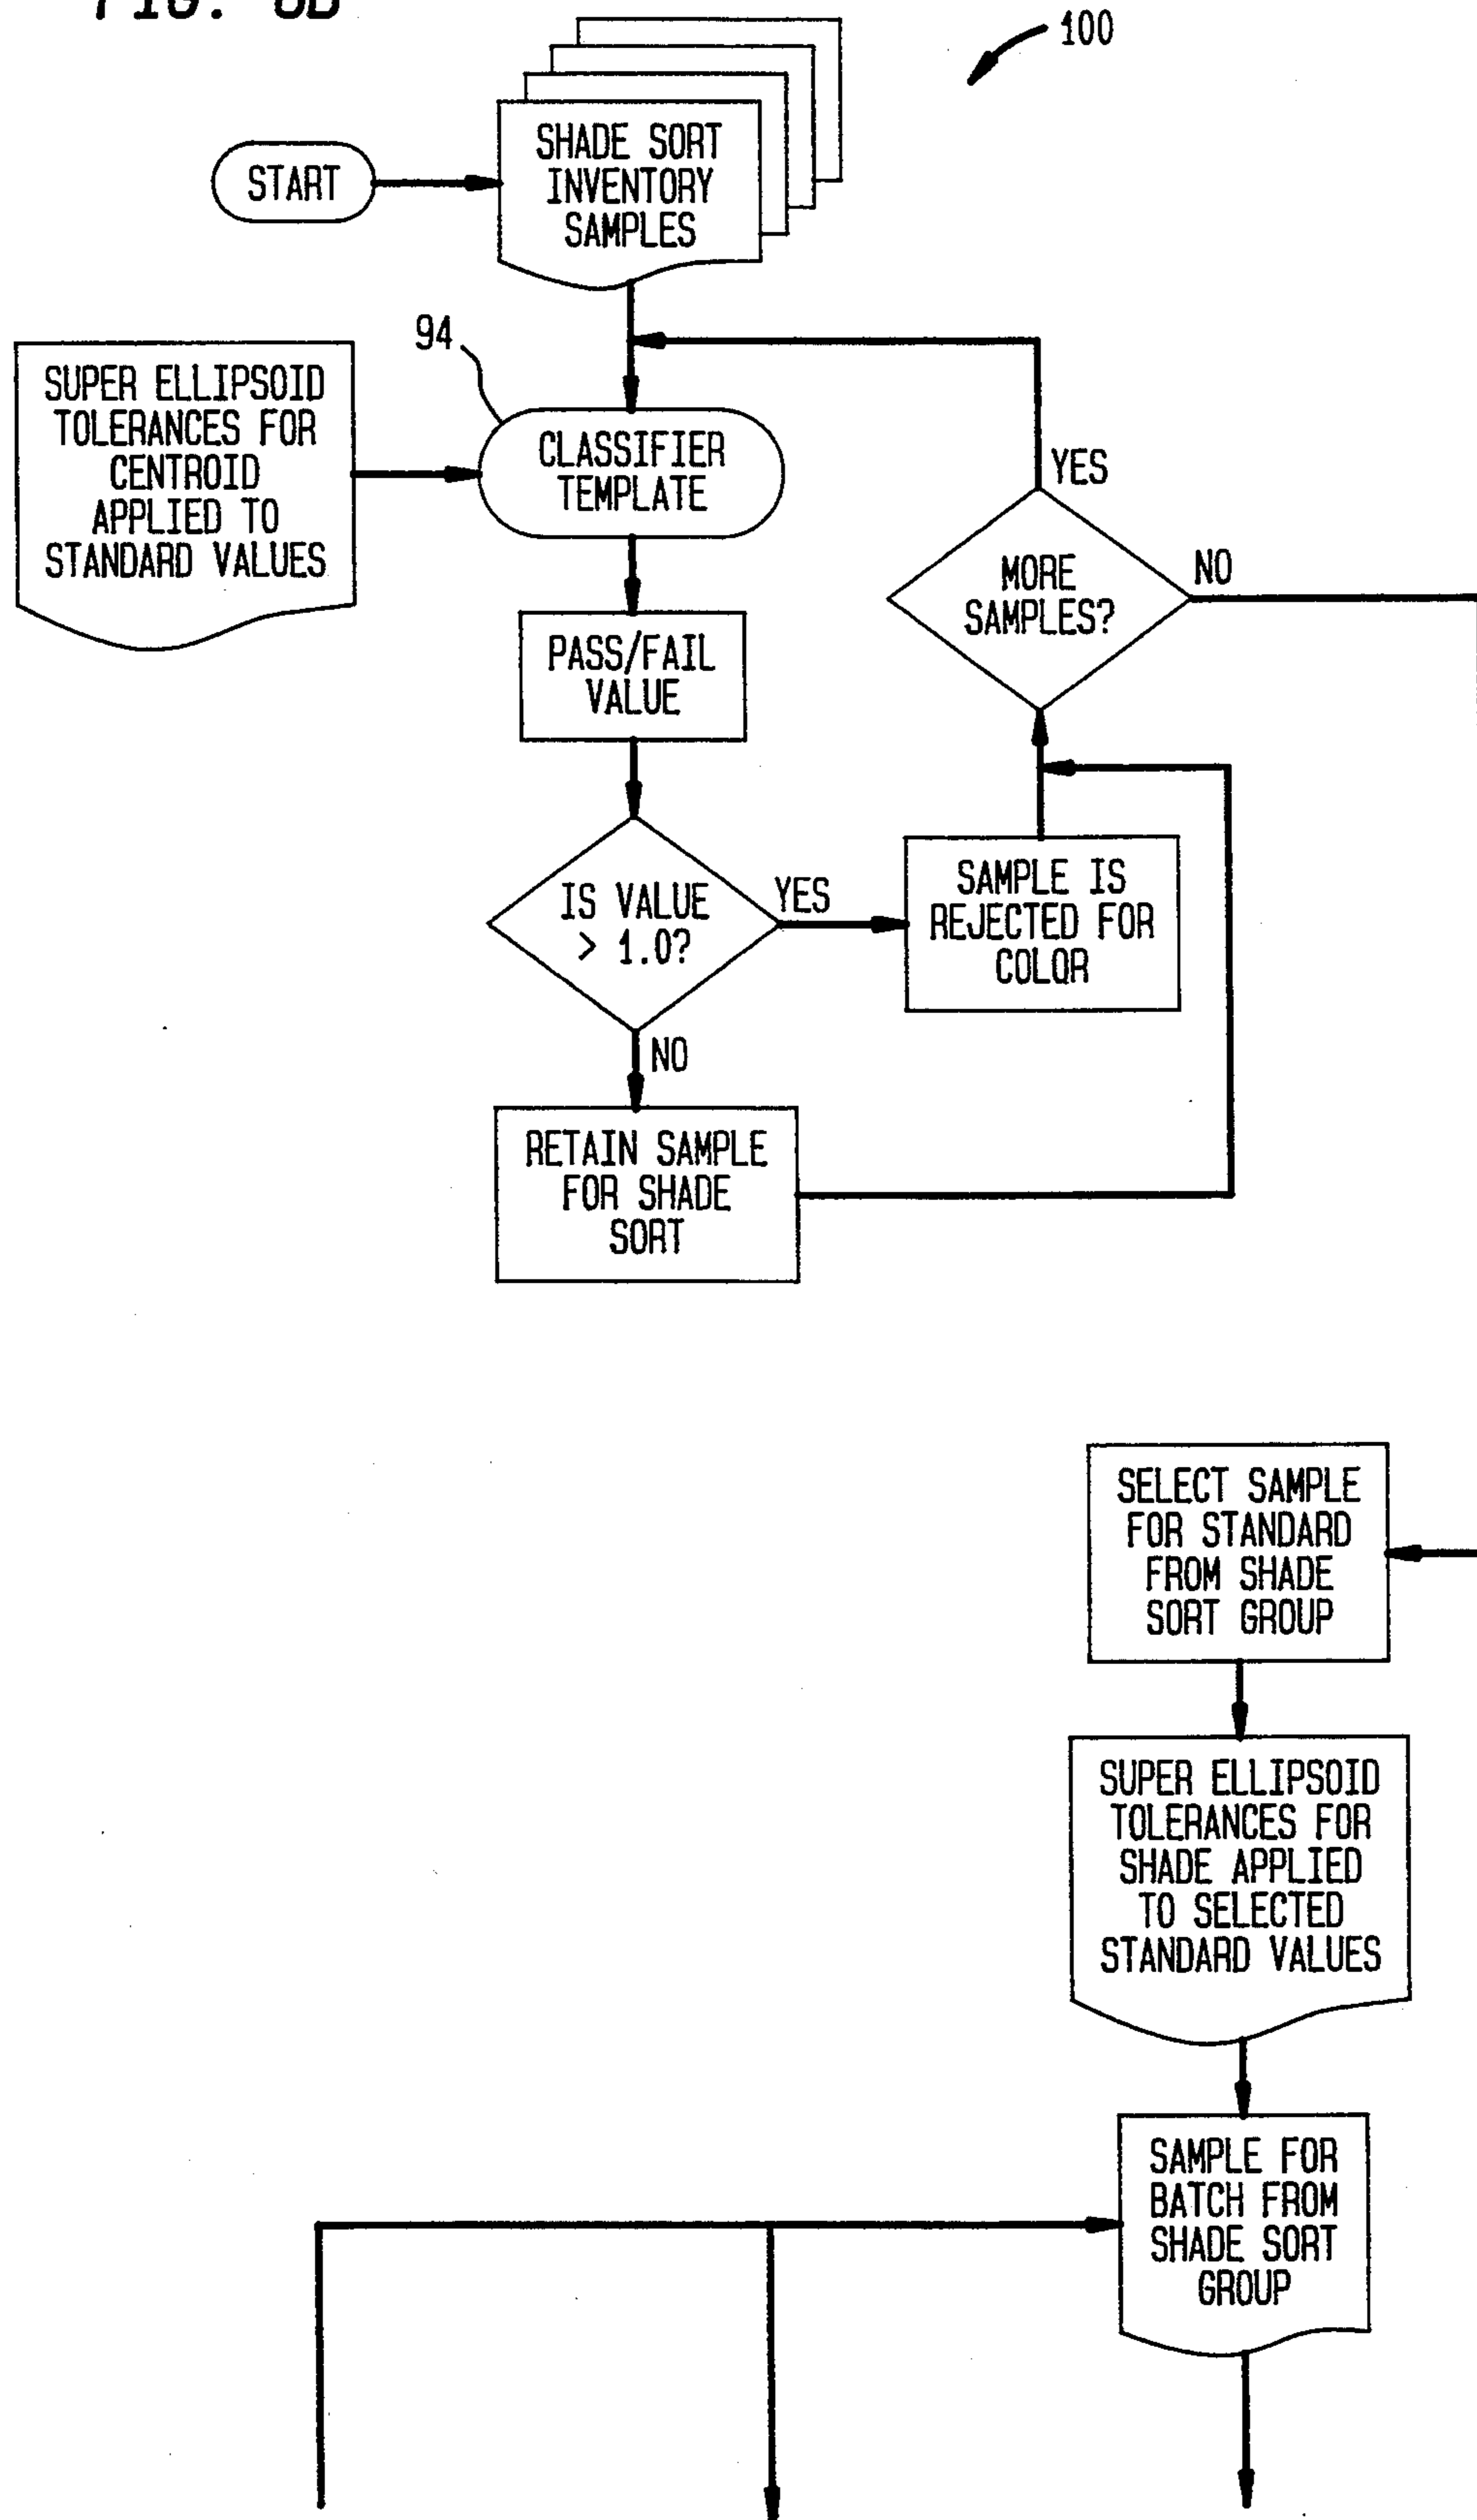 100
SHADE SORT
INVENTORY
SAMPLES
START
94
SUPER ELLIPSOID
TOLERANCES FOR
CENTROID
APPLIED TO
STANDARD VALUES
CLASSIFIER
TEMPLATE
YES
MORE
SAMPLES?
NO
PASS/FAIL
VALUE
IS VALUE
> 1.0?
YES
SAMPLE IS
REJECTED FOR
COLOR
NO
RETAIN SAMPLE
FOR SHADE
SORT
SELECT SAMPLE
FOR STANDARD
FROM SHADE
SORT GROUP
SUPER ELLIPSOID
TOLERANCES FOR
SHADE APPLIED
TO SELECTED
STANDARD VALUES
SAMPLE FOR
BATCH FROM
SHADE SORT
GROUP